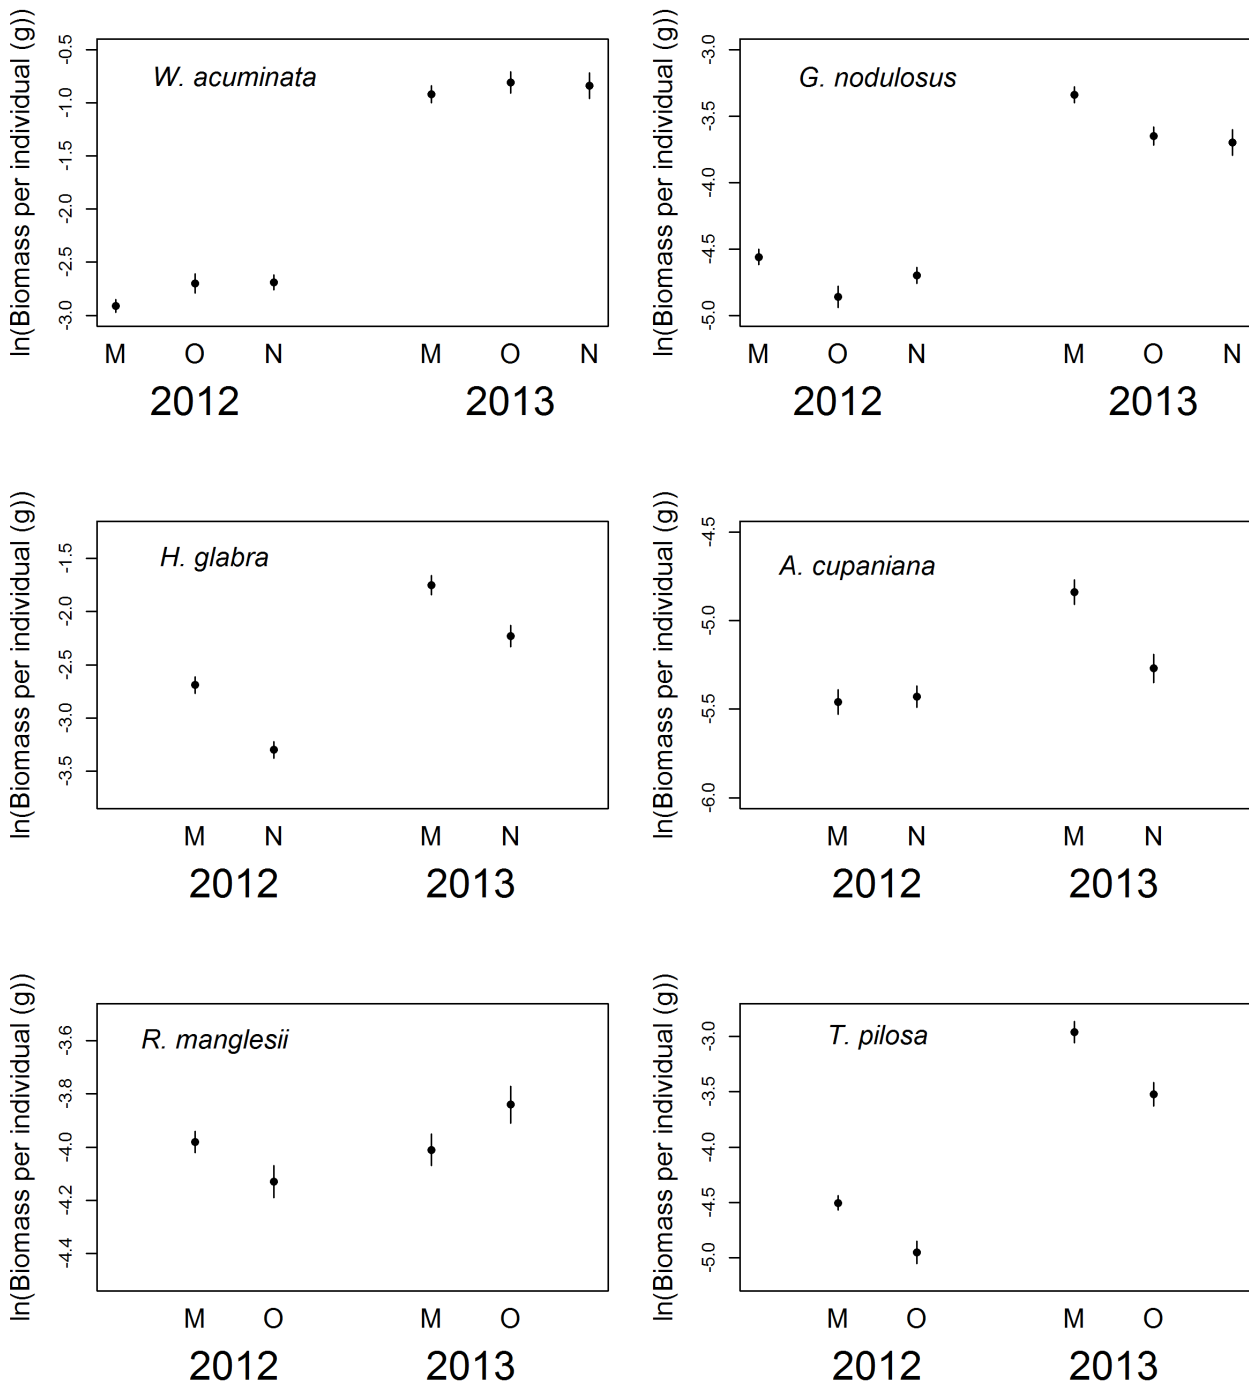 W. acuminata
ln(Biomass per individual (g))
-0.5
-1.0
-1.5
-2.0
-2.5
-3.0
M O N M O N
2012 2013
G. nodulosus
ln(Biomass per individual (g))
-3.0
-3.5
-4.0
-4.5
-5.0
M O N M O N
2012 2013
H. glabra
ln(Biomass per individual (g))
-1.5
-2.0
-2.5
-3.0
-3.5
M N M N
2012 2013
A. cupaniana
ln(Biomass per individual (g))
-4.5
-5.0
-5.5
-6.0
M N M N
2012 2013
R. manglesii
ln(Biomass per individual (g))
-3.6
-3.8
-4.0
-4.2
-4.4
M O M O
2012 2013
T. pilosa
ln(Biomass per individual (g))
-3.0
-3.5
-4.0
-4.5
-5.0
M O M O
2012 2013